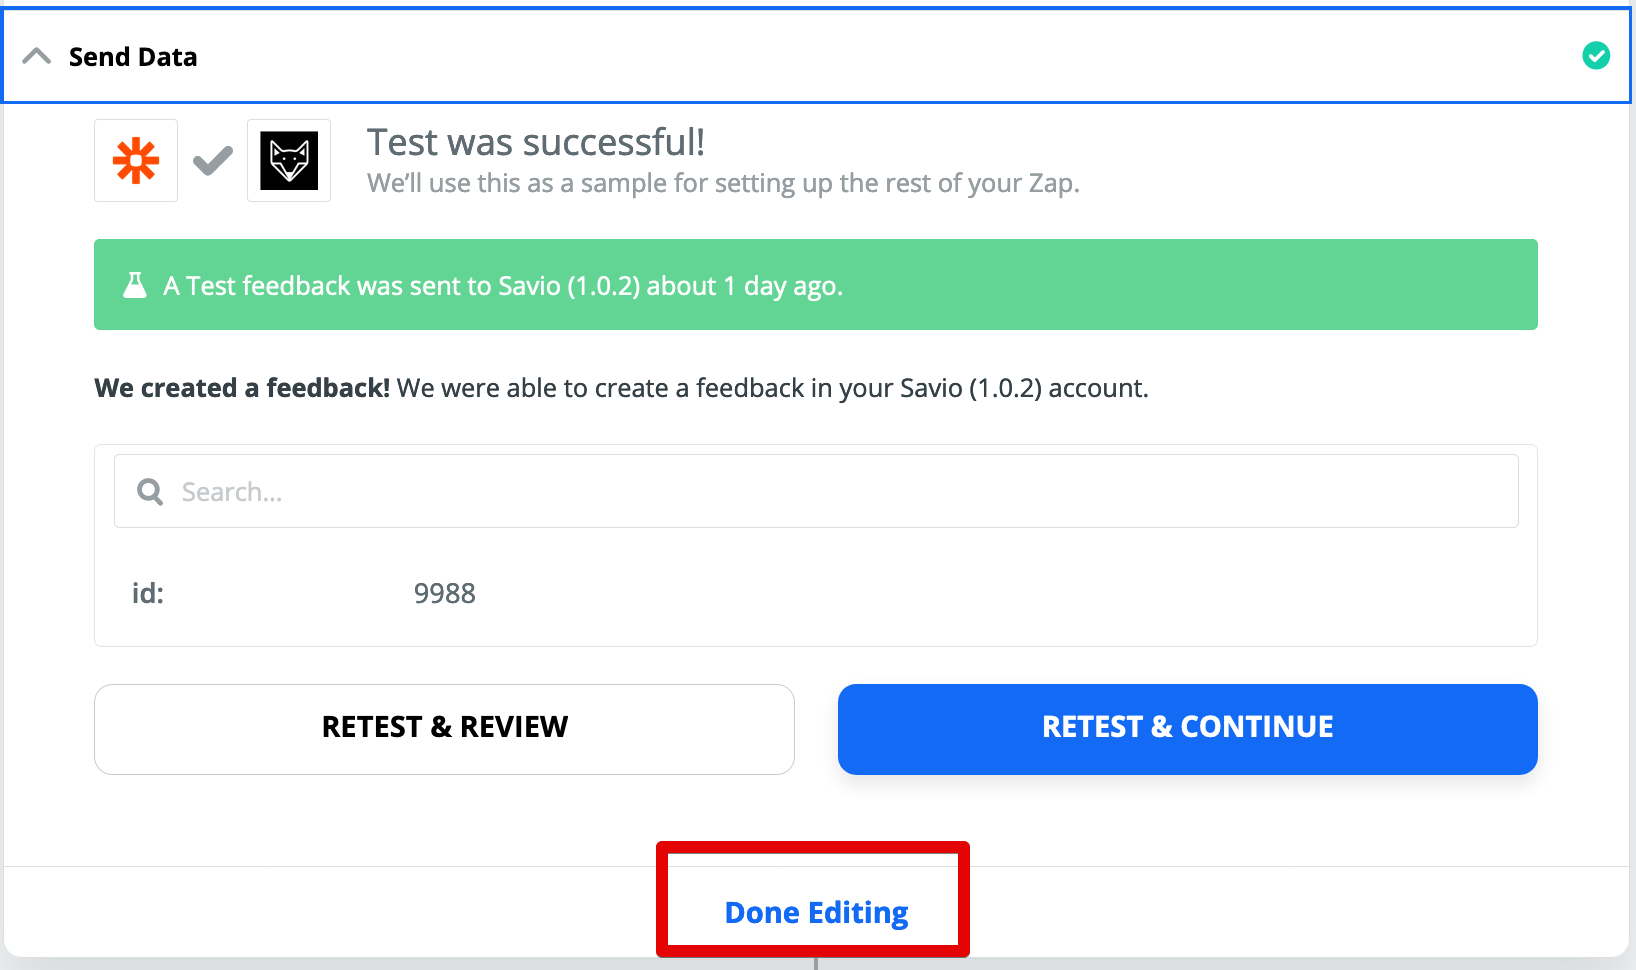 Send Data
Test was successful!
We’ll use this as a sample for setting up the rest of your Zap.
A Test feedback was sent to Savio (1.0.2) about 1 day ago.
We created a feedback! We were able to create a feedback in your Savio (1.0.2) account.
Search...
id: 9988
RETEST & REVIEW
RETEST & CONTINUE
Done Editing